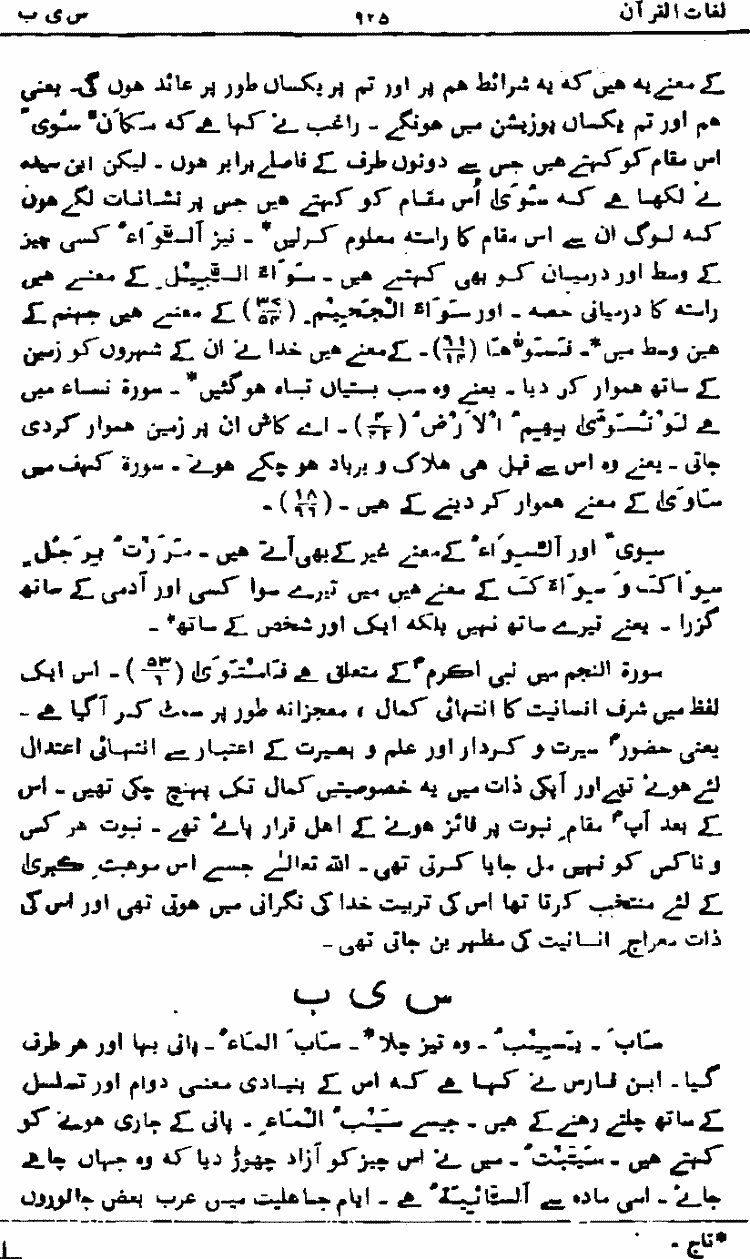 لغات القرآن ۹۲۵ س ی ب
کے معنے یہ ہیں کہ یہ شرائط ہم پر اور تم پر یکساں طور پر عائد ہوں گی۔ یعنی
ہم اور تم یکساں پوزیشن میں ہونگے ۔ راغب نے کہا ہے کہ مَکَانٌ سُوًی
اس مقام کو کہتے ہیں جس سے دونوں طرف کے فاصلے برابر ہوں ۔ لیکن ابن سیدہ
نے لکھا ہے کہ سُوًی اُس مقام کو کہتے ہیں جس پر نشانات لگے ہوں
کہ لوگ ان سے اس مقام کا راستہ معلوم کرلیں* ۔ نیز اَلسَّوَاءُ کسی چیز
کے وسط اور درمیان کو بھی کہتے ہیں ۔ سَوَاءَ السَّبِیْلِ کے معنے ہیں
راستہ کا درمیانی حصہ ۔ اور سَوَاءِ الْجَحِیْمِ (۳۷/۵۵) کے معنے ہیں جہنم کے
عین وسط میں* ۔ فَسَوّٰھَا (۹۱/۱۴) ۔ کے معنے ہیں خدا نے ان کے شہروں کو زمین
کے ساتھ ہموار کر دیا ۔ یعنے وہ سب بستیاں تباہ ہوگئیں* ۔ سورۃ نساء میں
ہے لَوْ تُسَوّٰی بِھِمُ الْاَرْضُ (۴/۴۲) ۔ اے کاش ان پر زمین ہموار کردی
جاتی ۔ یعنے وہ اس سے قبل ہی ہلاک و برباد ہو چکے ہوتے ۔ سورۃ کہف میں
سَاوٰی کے معنے ہموار کر دینے کے ہیں ۔ (۱۸/۹۶) ۔
سِوٰی اور اَلسِّوَاءُ کے معنے غیر کے بھی آتے ہیں ۔ مَرَرْتُ بِرَجُلٍ
سِوَاکَ وَ سِوَائِکَ کے معنے ہیں میں تیرے سوا کسی اور آدمی کے ساتھ
گزرا ۔ یعنے تیرے ساتھ نہیں بلکہ ایک اور شخص کے ساتھ* ۔
سورۃ النجم میں نبی اکرمؐ کے متعلق ہے فَاسْتَوٰی (۵۳/۶) ۔ اس ایک
لفظ میں شرف انسانیت کا انتہائی کمال ، معجزانہ طور پر سمٹ کر آگیا ہے ۔
یعنی حضورؐ سیرت و کردار اور علم و بصیرت کے اعتبار سے انتہائی اعتدال
لئے ہوئے تھے اور آپکی ذات میں یہ خصوصیتیں کمال تک پہنچ چکی تھیں ۔ اس
کے بعد آپؐ مقامِ نبوت پر فائز ہونے کے اہل قرار پائے تھے ۔ نبوت ہر کس
و ناکس کو نہیں مل جایا کرتی تھی ۔ اللہ تعالےٰ جسے اس موھبتِ کبریٰ
کے لئے منتخب کرتا تھا اس کی تربیت خدا کی نگرانی میں ہوتی تھی اور اس کی
ذات معراجِ انسانیت کی مظہر بن جاتی تھی ۔
س ی ب
سَابَ ۔ یَسِیْبُ ۔ وہ تیز چلا* ۔ سَابَ الْمَاءُ ۔ پانی بہا اور ہر طرف
گیا ۔ ابن فارس نے کہا ہے کہ اس کے بنیادی معنی دوام اور تسلسل
کے ساتھ چلتے رہنے کے ہیں ۔ جیسے سَیْبُ الْمَاءِ ۔ پانی کے جاری ہونے کو
کہتے ہیں ۔ سَیَّبْتُ ۔ میں نے اس چیز کو آزاد چھوڑ دیا کہ وہ جہاں چاہے
جائے ۔ اسی مادہ سے اَلسَّائِبَۃُ ہے ۔ ایام جاہلیت میں عرب بعض جانوروں
*تاج ۔